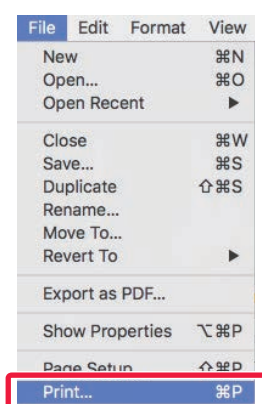 File Edit Format View
New ⌘N
Open... ⌘O
Open Recent ▶
Close ⌘W
Save... ⌘S
Duplicate ⇧⌘S
Rename...
Move To...
Revert To ▶
Export as PDF...
Show Properties ⌥⌘P
Page Setup ⇧⌘P
Print... ⌘P